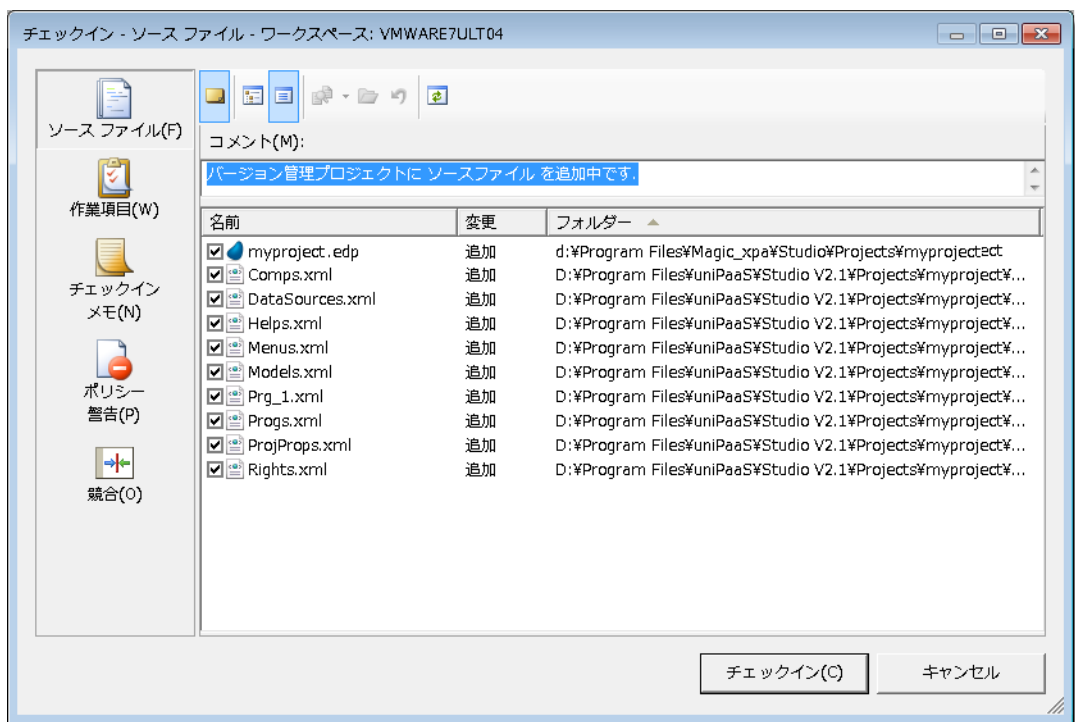 チェックイン - ソース ファイル - ワークスペース: VMWARE7ULT04
ソース ファイル(F)
作業項目(W)
チェックイン
メモ(N)
ポリシー
警告(P)
競合(O)
コメント(M):
バージョン管理プロジェクトに ソースファイル を追加中です.
名前 変更 フォルダー
myproject.edp 追加 d:¥Program Files¥Magic_xpa¥Studio¥Projects¥myprojectect
Comps.xml 追加 D:¥Program Files¥uniPaaS¥Studio V2.1¥Projects¥myproject¥...
DataSources.xml 追加 D:¥Program Files¥uniPaaS¥Studio V2.1¥Projects¥myproject¥...
Helps.xml 追加 D:¥Program Files¥uniPaaS¥Studio V2.1¥Projects¥myproject¥...
Menus.xml 追加 D:¥Program Files¥uniPaaS¥Studio V2.1¥Projects¥myproject¥...
Models.xml 追加 D:¥Program Files¥uniPaaS¥Studio V2.1¥Projects¥myproject¥...
Prg_1.xml 追加 D:¥Program Files¥uniPaaS¥Studio V2.1¥Projects¥myproject¥...
Progs.xml 追加 D:¥Program Files¥uniPaaS¥Studio V2.1¥Projects¥myproject¥...
ProjProps.xml 追加 D:¥Program Files¥uniPaaS¥Studio V2.1¥Projects¥myproject¥...
Rights.xml 追加 D:¥Program Files¥uniPaaS¥Studio V2.1¥Projects¥myproject¥...
チェックイン(C) キャンセル